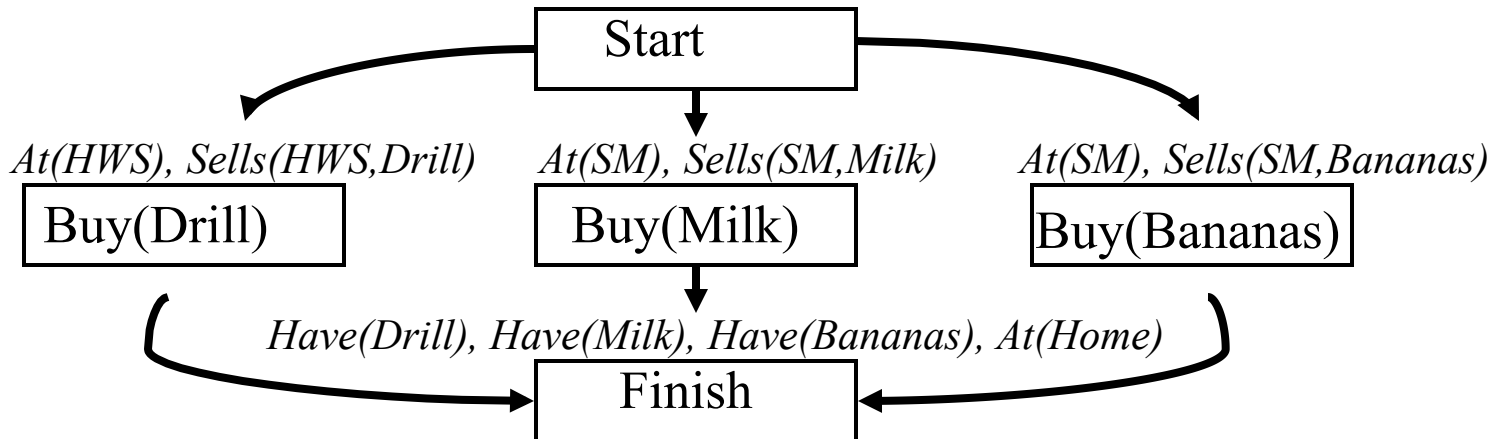 Start
At(HWS), Sells(HWS,Drill) At(SM), Sells(SM,Milk) At(SM), Sells(SM,Bananas)
Buy(Drill) Buy(Milk) Buy(Bananas)
Have(Drill), Have(Milk), Have(Bananas), At(Home)
Finish